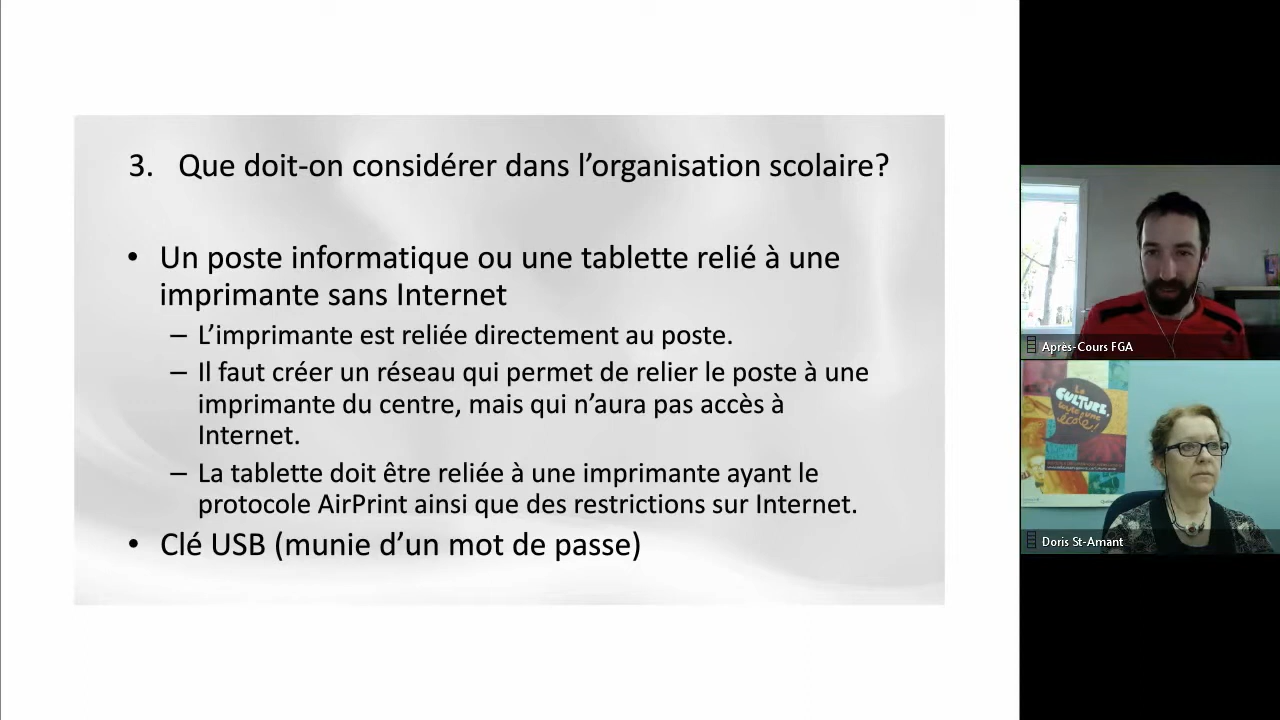 3. Que doit-on considérer dans l'organisation scolaire?
• Un poste informatique ou une tablette relié à une
imprimante sans Internet
– L'imprimante est reliée directement au poste.
– Il faut créer un réseau qui permet de relier le poste à une
imprimante du centre, mais qui n'aura pas accès à
Internet.
– La tablette doit être reliée à une imprimante ayant le
protocole AirPrint ainsi que des restrictions sur Internet.
• Clé USB (munie d'un mot de passe)
Après-Cours FGA
La
CULTURE,
école!
Doris St-Amant